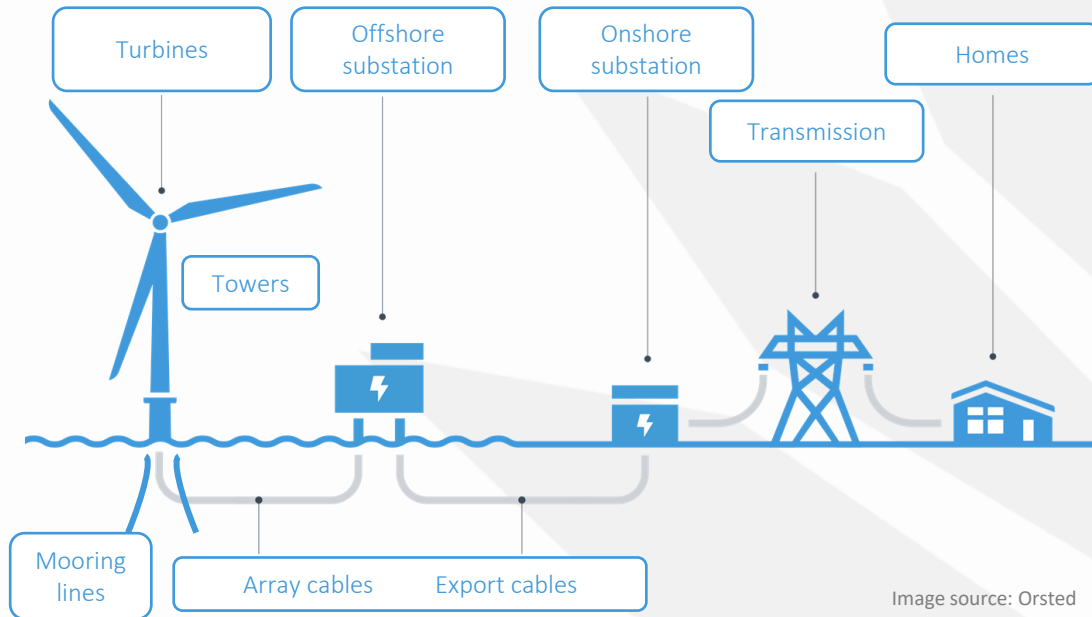 Turbines
Offshore
substation
Onshore
substation
Homes
Transmission
Towers
Mooring
lines
Array cables
Export cables
Image source: Orsted